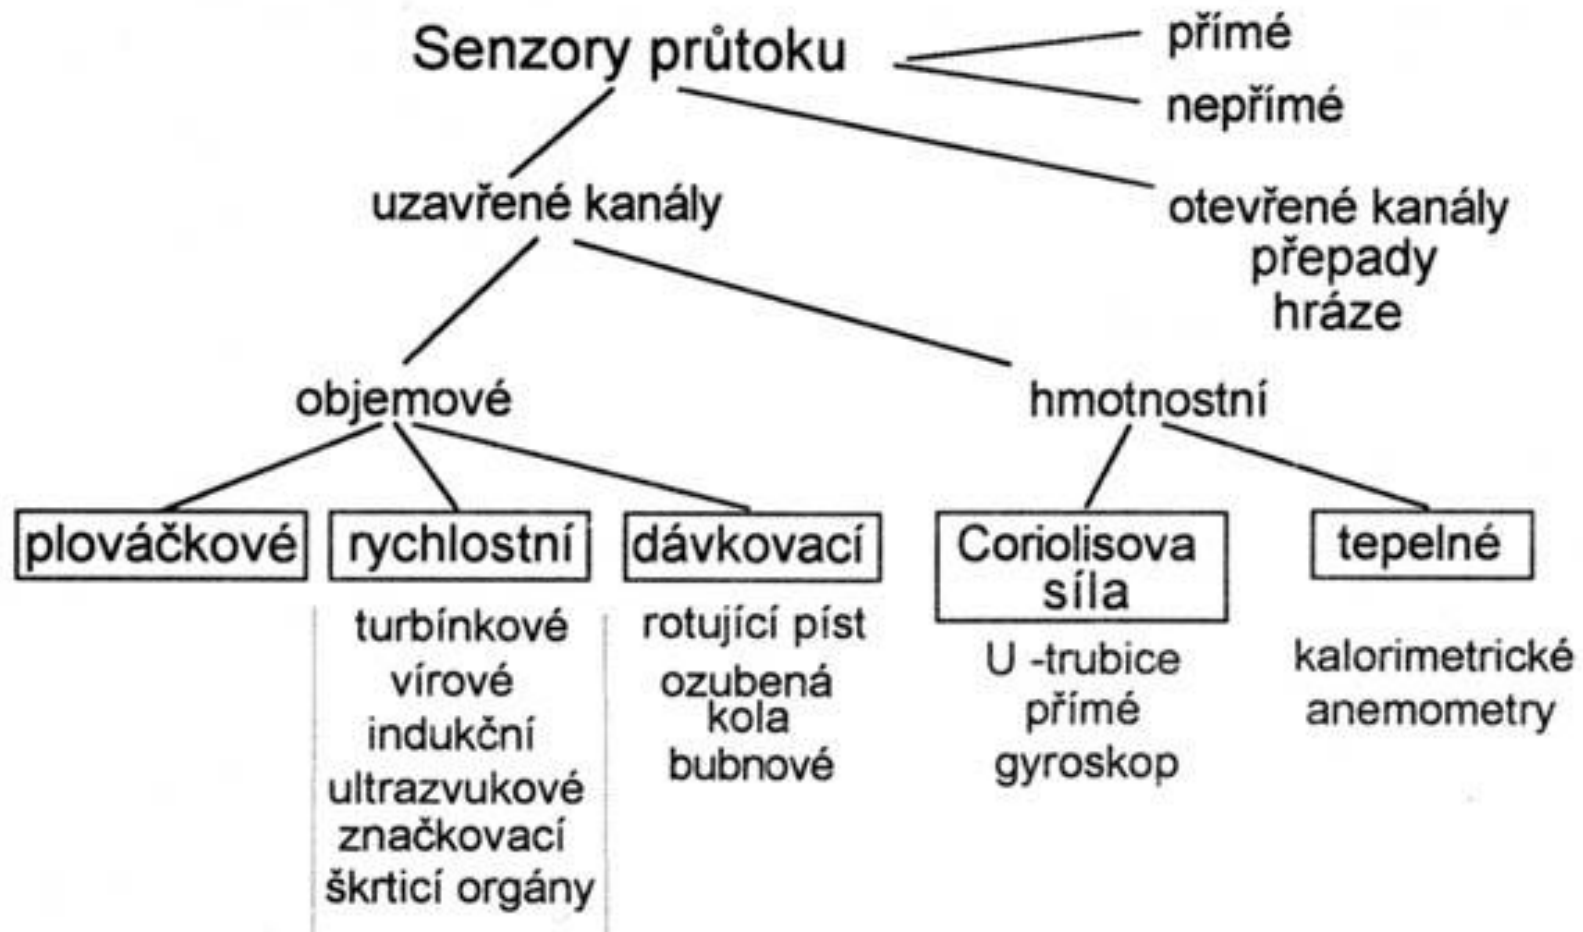 Senzory průtoku
přímé
nepřímé
uzavřené kanály
otevřené kanály
přepady
hráze
objemové
hmotnostní
plováčkové
rychlostní
dávkovací
Coriolisova
síla
tepelné
turbínkové
vírové
indukční
ultrazvukové
značkovací
škrticí orgány
rotující píst
ozubená
kola
bubnové
U -trubice
přímé
gyroskop
kalorimetrické
anemometry